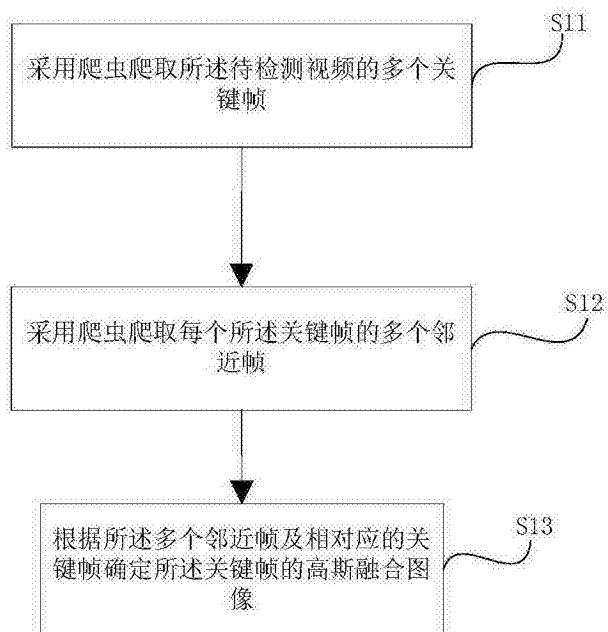 S11
采用爬虫爬取所述待检测视频的多个关
键帧
S12
采用爬虫爬取每个所述关键帧的多个邻
近帧
S13
根据所述多个邻近帧及相对应的关
键帧确定所述关键帧的高斯融合图
像